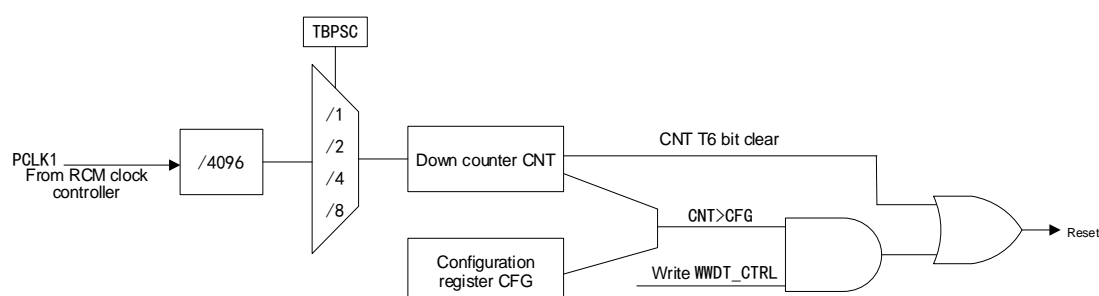 TBPSC
/1
/2
/4
/8
PCLK1
From RCM clock
controller
/4096
Down counter CNT
CNT T6 bit clear
CNT>CFG
Configuration
register CFG
Write WWDT_CTRL
Reset